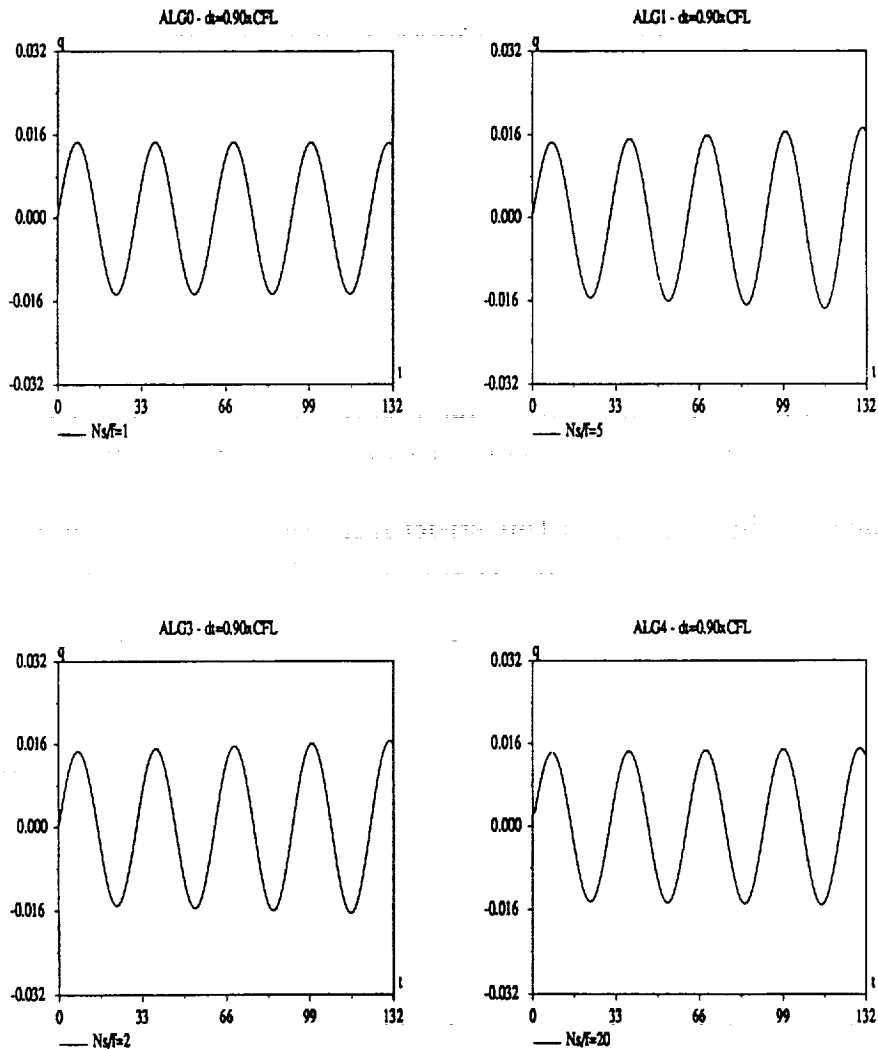 ALG0 - dt=0.90xCFL
q
0.032
0.016
0.000
-0.016
-0.032
0 33 66 99 132
t
Ns/f=1
ALG1 - dt=0.90xCFL
q
0.032
0.016
0.000
-0.016
-0.032
0 33 66 99 132
t
Ns/f=5
ALG3 - dt=0.90xCFL
q
0.032
0.016
0.000
-0.016
-0.032
0 33 66 99 132
t
Ns/f=2
ALG4 - dt=0.90xCFL
q
0.032
0.016
0.000
-0.016
-0.032
0 33 66 99 132
t
Ns/f=20